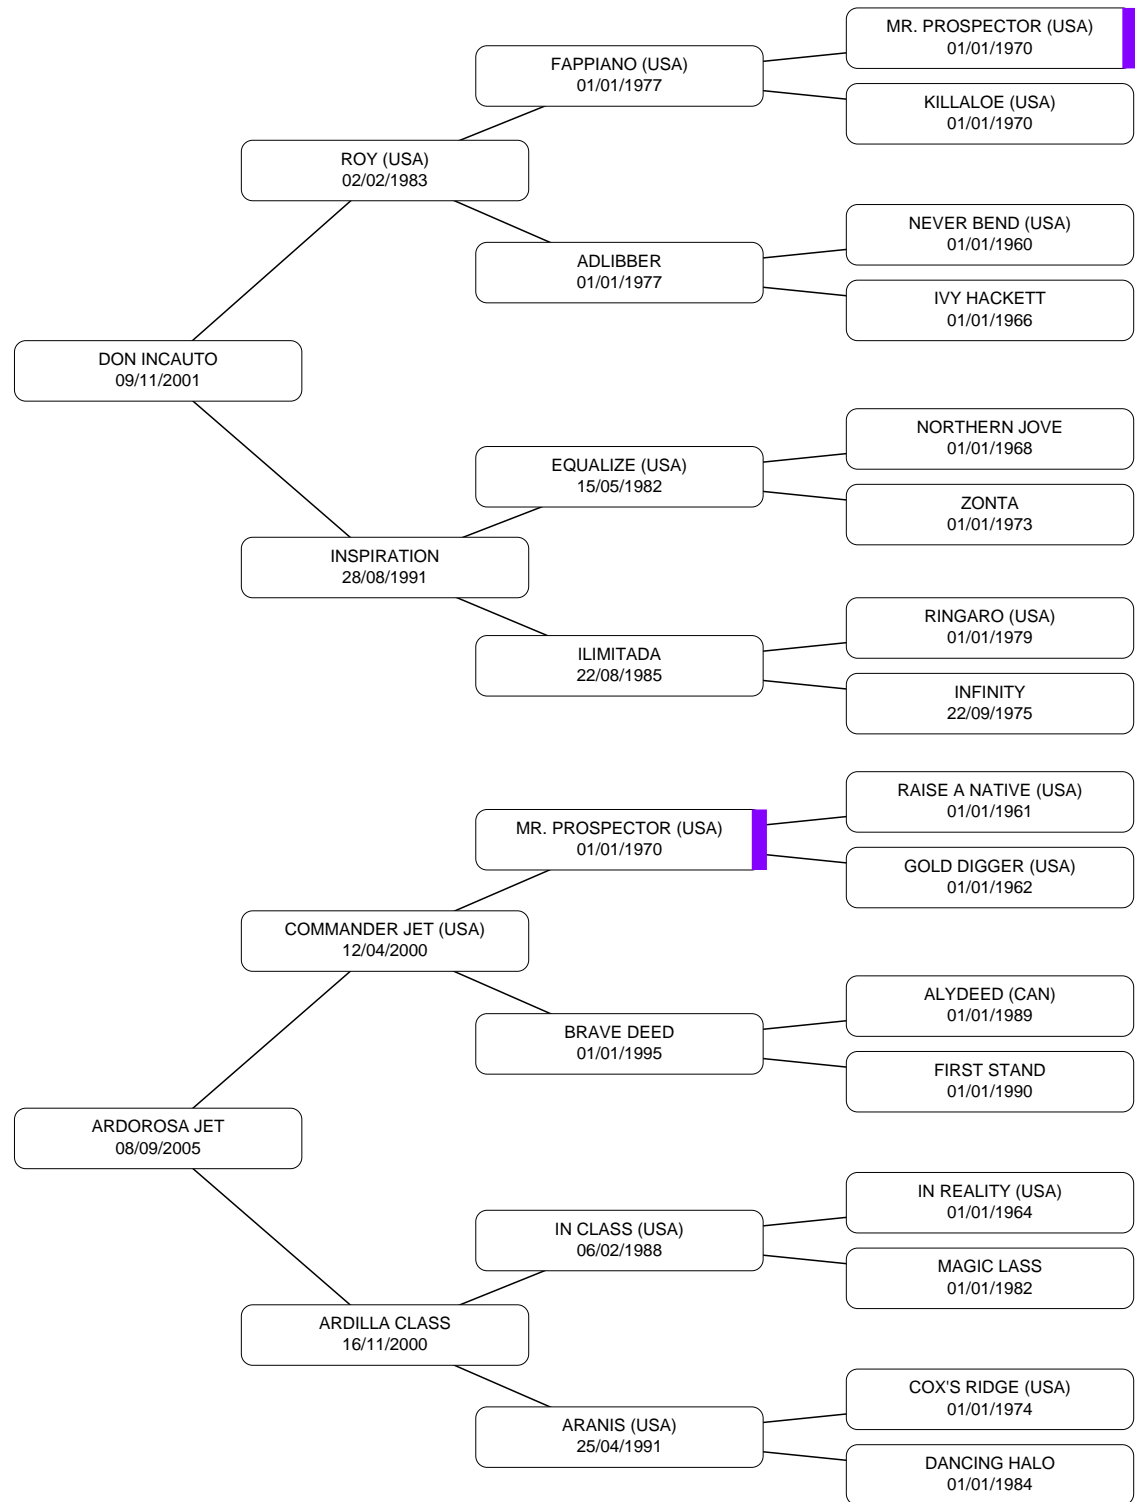 MR. PROSPECTOR (USA)
01/01/1970
FAPPIANO (USA)
01/01/1977
KILLALOE (USA)
01/01/1970
ROY (USA)
02/02/1983
NEVER BEND (USA)
01/01/1960
ADLIBBER
01/01/1977
IVY HACKETT
01/01/1966
DON INCAUTO
09/11/2001
NORTHERN JOVE
01/01/1968
EQUALIZE (USA)
15/05/1982
ZONTA
01/01/1973
INSPIRATION
28/08/1991
RINGARO (USA)
01/01/1979
ILIMITADA
22/08/1985
INFINITY
22/09/1975
RAISE A NATIVE (USA)
01/01/1961
MR. PROSPECTOR (USA)
01/01/1970
GOLD DIGGER (USA)
01/01/1962
COMMANDER JET (USA)
12/04/2000
ALYDEED (CAN)
01/01/1989
BRAVE DEED
01/01/1995
FIRST STAND
01/01/1990
ARDOROSA JET
08/09/2005
IN REALITY (USA)
01/01/1964
IN CLASS (USA)
06/02/1988
MAGIC LASS
01/01/1982
ARDILLA CLASS
16/11/2000
COX'S RIDGE (USA)
01/01/1974
ARANIS (USA)
25/04/1991
DANCING HALO
01/01/1984